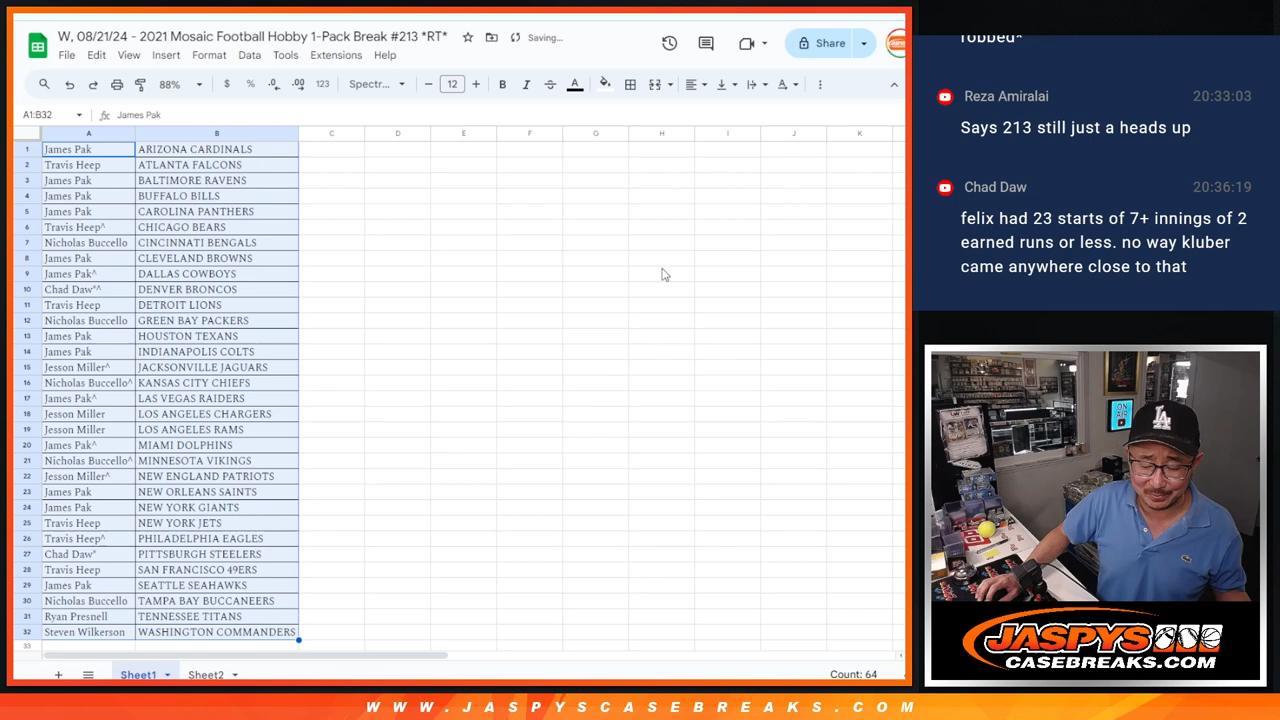 W, 08/21/24 - 2021 Mosaic Football Hobby 1-Pack Break #213 *RT*
Saving...
File Edit View Insert Format Data Tools Extensions Help
Share
88% $ % .0 .00 123 Spectr... 12 B I A
A1:B32 fx James Pak
A B C D E F G H I J K
1 James Pak ARIZONA CARDINALS
2 Travis Heep ATLANTA FALCONS
3 James Pak BALTIMORE RAVENS
4 James Pak BUFFALO BILLS
5 James Pak CAROLINA PANTHERS
6 Travis Heep^ CHICAGO BEARS
7 Nicholas Buccello CINCINNATI BENGALS
8 James Pak CLEVELAND BROWNS
9 James Pak^ DALLAS COWBOYS
10 Chad Daw^^ DENVER BRONCOS
11 Travis Heep DETROIT LIONS
12 Nicholas Buccello GREEN BAY PACKERS
13 James Pak HOUSTON TEXANS
14 James Pak INDIANAPOLIS COLTS
15 Jesson Miller^ JACKSONVILLE JAGUARS
16 Nicholas Buccello^ KANSAS CITY CHIEFS
17 James Pak^ LAS VEGAS RAIDERS
18 Jesson Miller LOS ANGELES CHARGERS
19 Jesson Miller LOS ANGELES RAMS
20 James Pak^ MIAMI DOLPHINS
21 Nicholas Buccello^ MINNESOTA VIKINGS
22 Jesson Miller^ NEW ENGLAND PATRIOTS
23 James Pak NEW ORLEANS SAINTS
24 James Pak NEW YORK GIANTS
25 Travis Heep NEW YORK JETS
26 Travis Heep^ PHILADELPHIA EAGLES
27 Chad Daw* PITTSBURGH STEELERS
28 Travis Heep SAN FRANCISCO 49ERS
29 James Pak SEATTLE SEAHAWKS
30 Nicholas Buccello TAMPA BAY BUCCANEERS
31 Ryan Presnell TENNESSEE TITANS
32 Steven Wilkerson WASHINGTON COMMANDERS
33
Sheet1 Sheet2 Count: 64
robbed*
Reza Amiralai 20:33:03
Says 213 still just a heads up
Chad Daw 20:36:19
felix had 23 starts of 7+ innings of 2
earned runs or less. no way kluber
came anywhere close to that
ON AIR
LA
JASPYS
CASEBREAKS.COM
WWW.JASPYSCASEBREAKS.COM